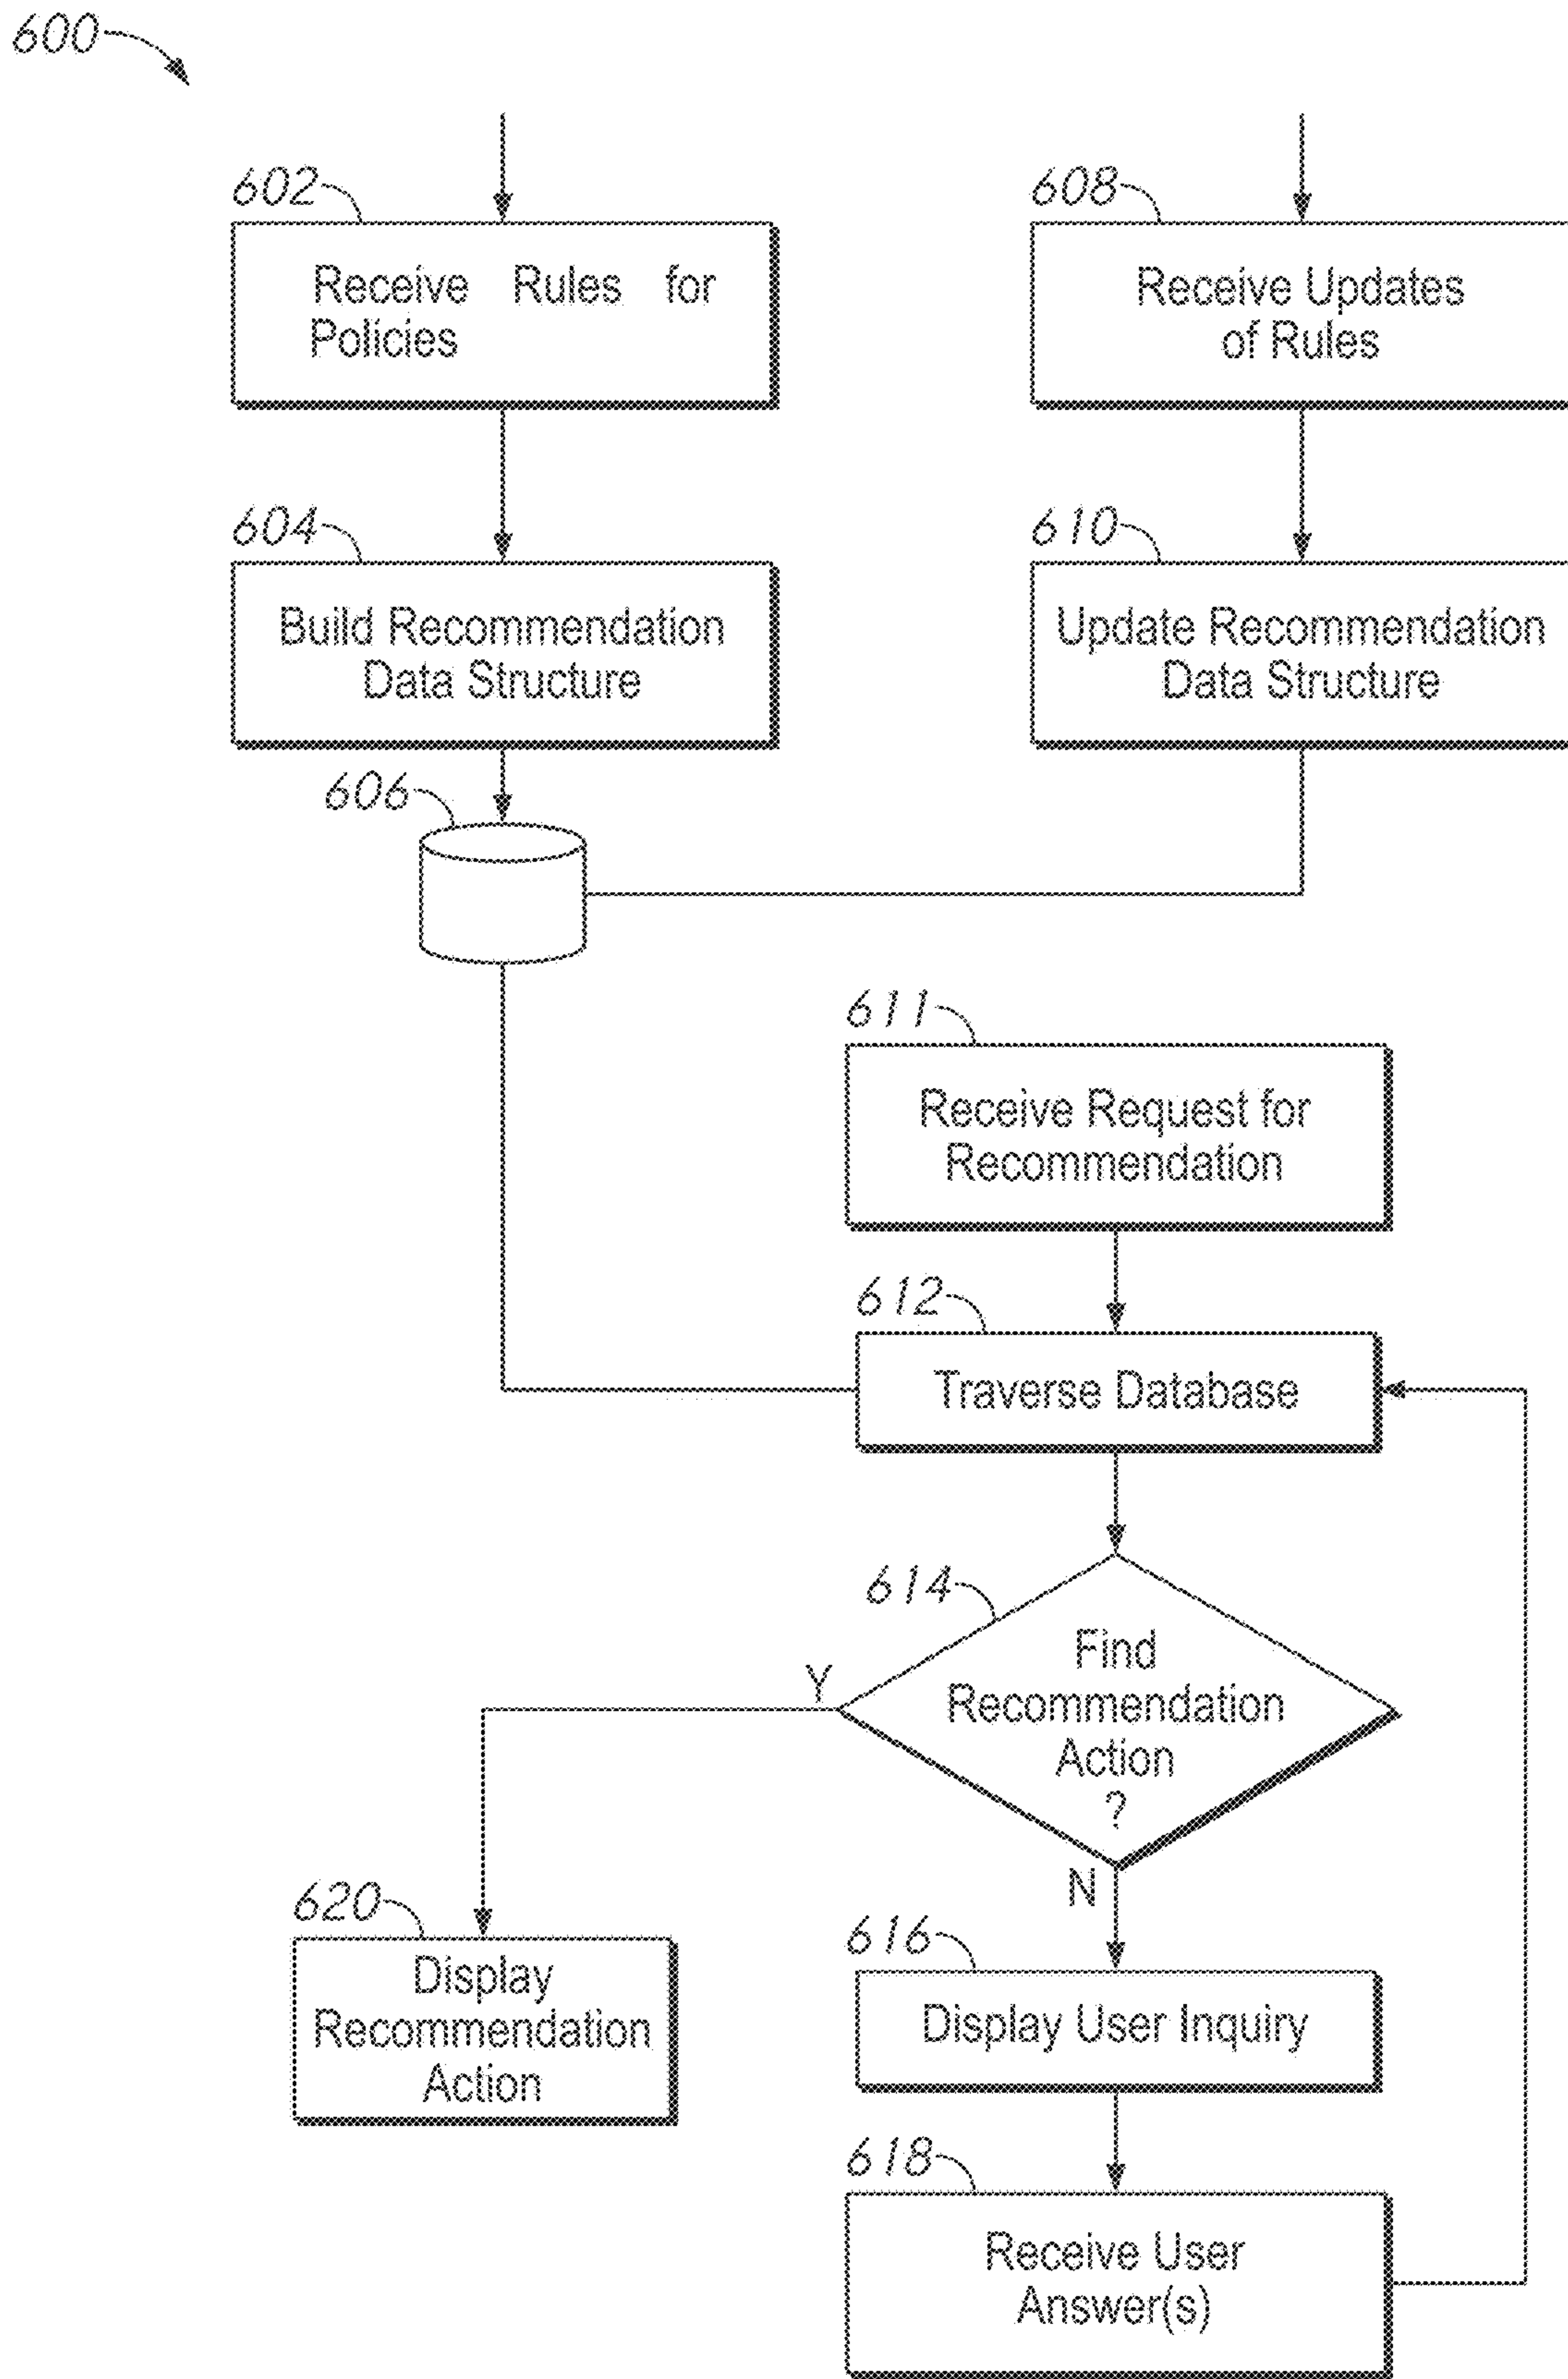 600
602
Receive Rules for
Policies
608
Receive Updates
of Rules
604
Build Recommendation
Data Structure
610
Update Recommendation
Data Structure
606
611
Receive Request for
Recommendation
612
Traverse Database
614
Find
Recommendation
Action
?
Y
N
620
Display
Recommendation
Action
616
Display User Inquiry
618
Receive User
Answer(s)